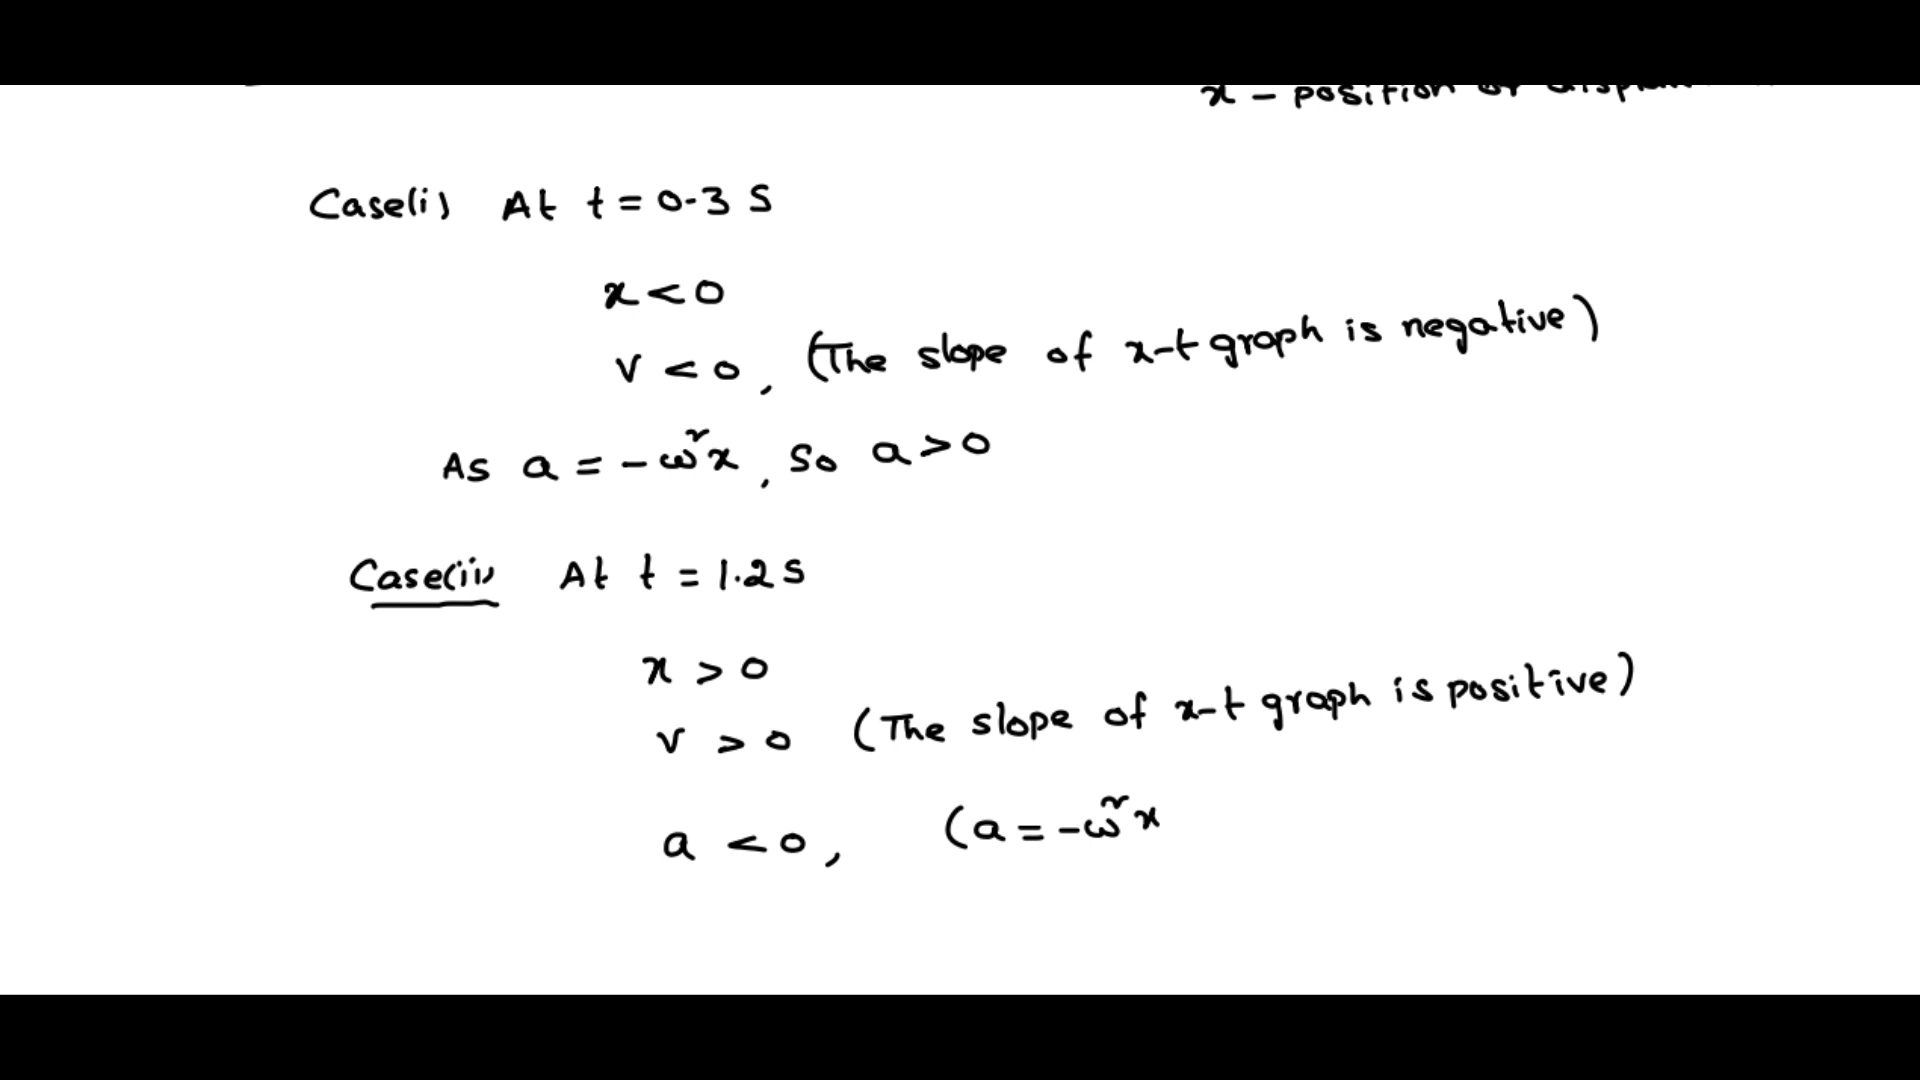 x - position or
Case(i) At t = 0.3 S
x < 0
v < 0, (The slope of x-t graph is negative)
As a = -ω²x, So a > 0
Case(ii) At t = 1.2 s
x > 0
v > 0 (The slope of x-t graph is positive)
a < 0, (a = -ω²x